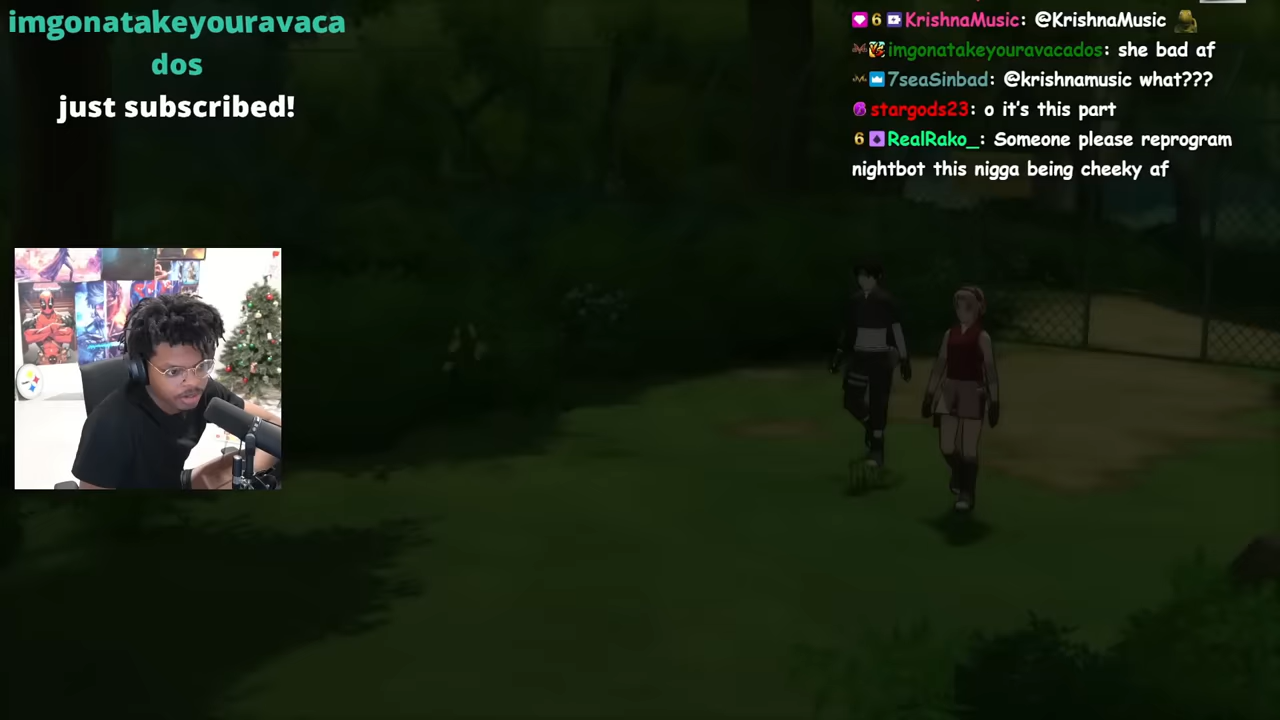 imgonatakeyouravaca
dos
just subscribed!
6 KrishnaMusic: @KrishnaMusic
imgonatakeyouravacados: she bad af
7seaSinbad: @krishnamusic what???
stargods23: o it's this part
6 RealRako_: Someone please reprogram
nightbot this nigga being cheeky af